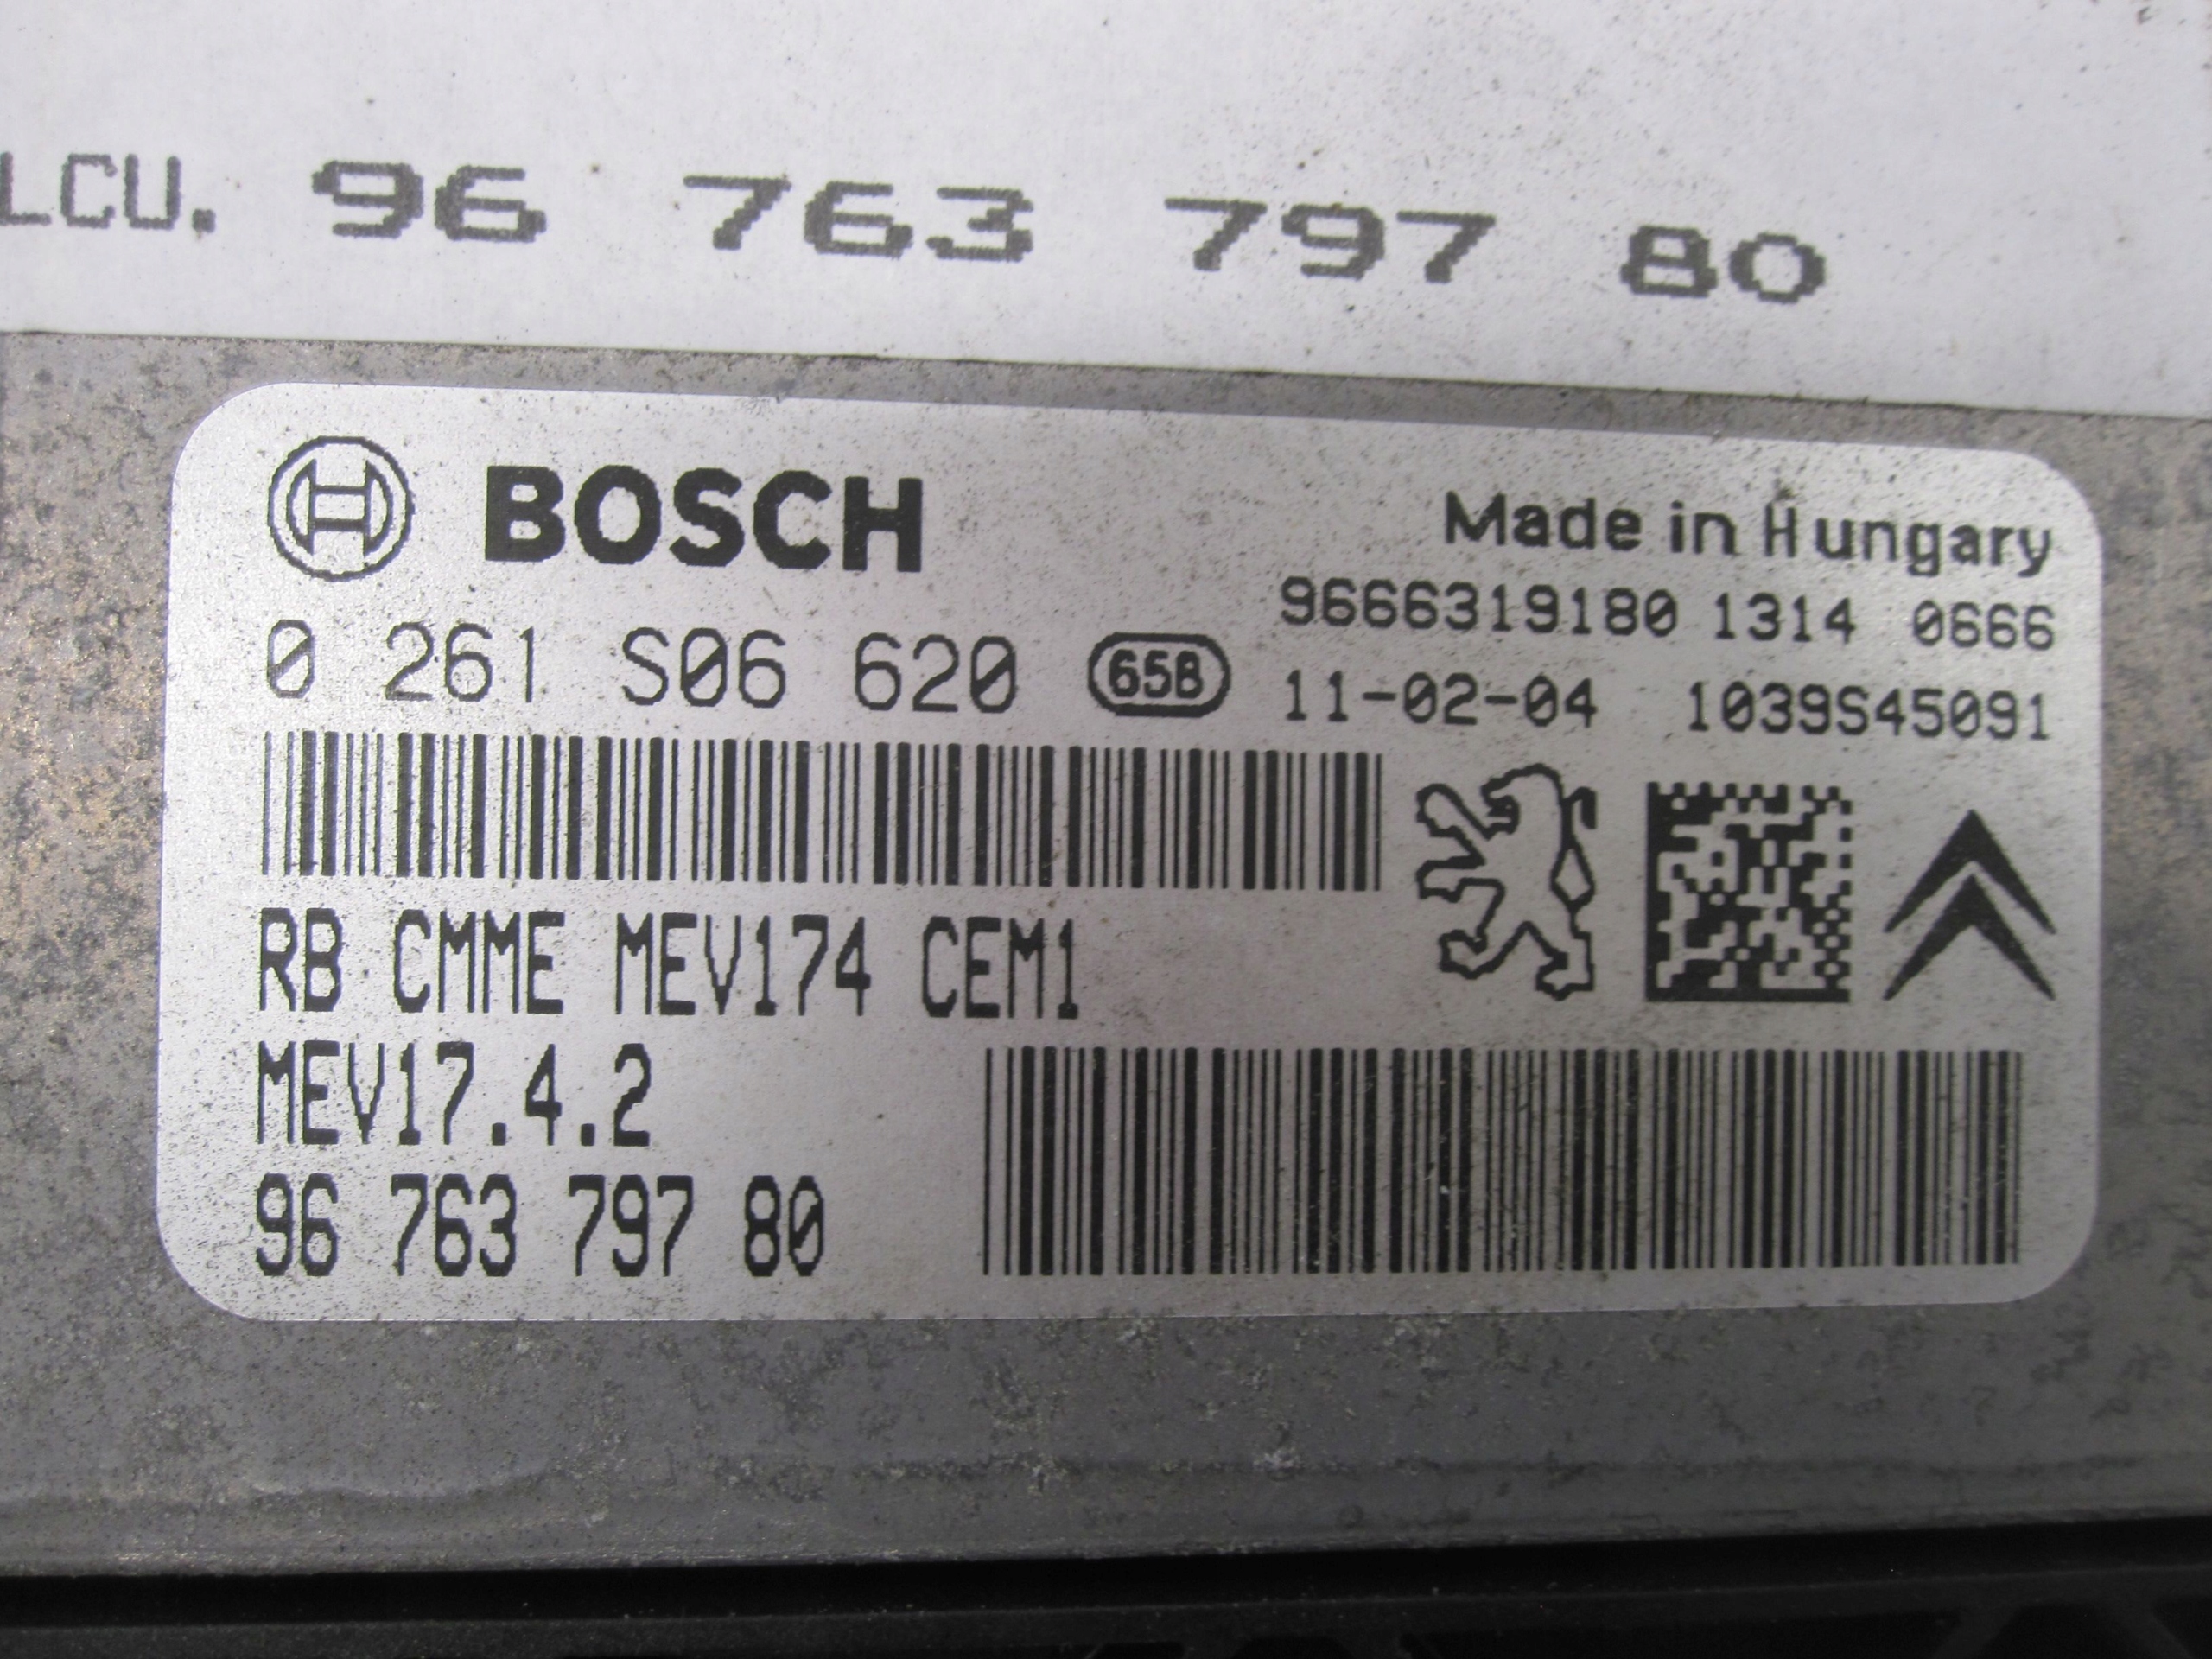 LCU. 96 763 797 80
BOSCH
Made in Hungary
9666319180 1314 0666
0 261 S06 620 65B
11-02-04 1039S45091
RB CMME MEV174 CEM1
MEV17.4.2
96 763 797 80